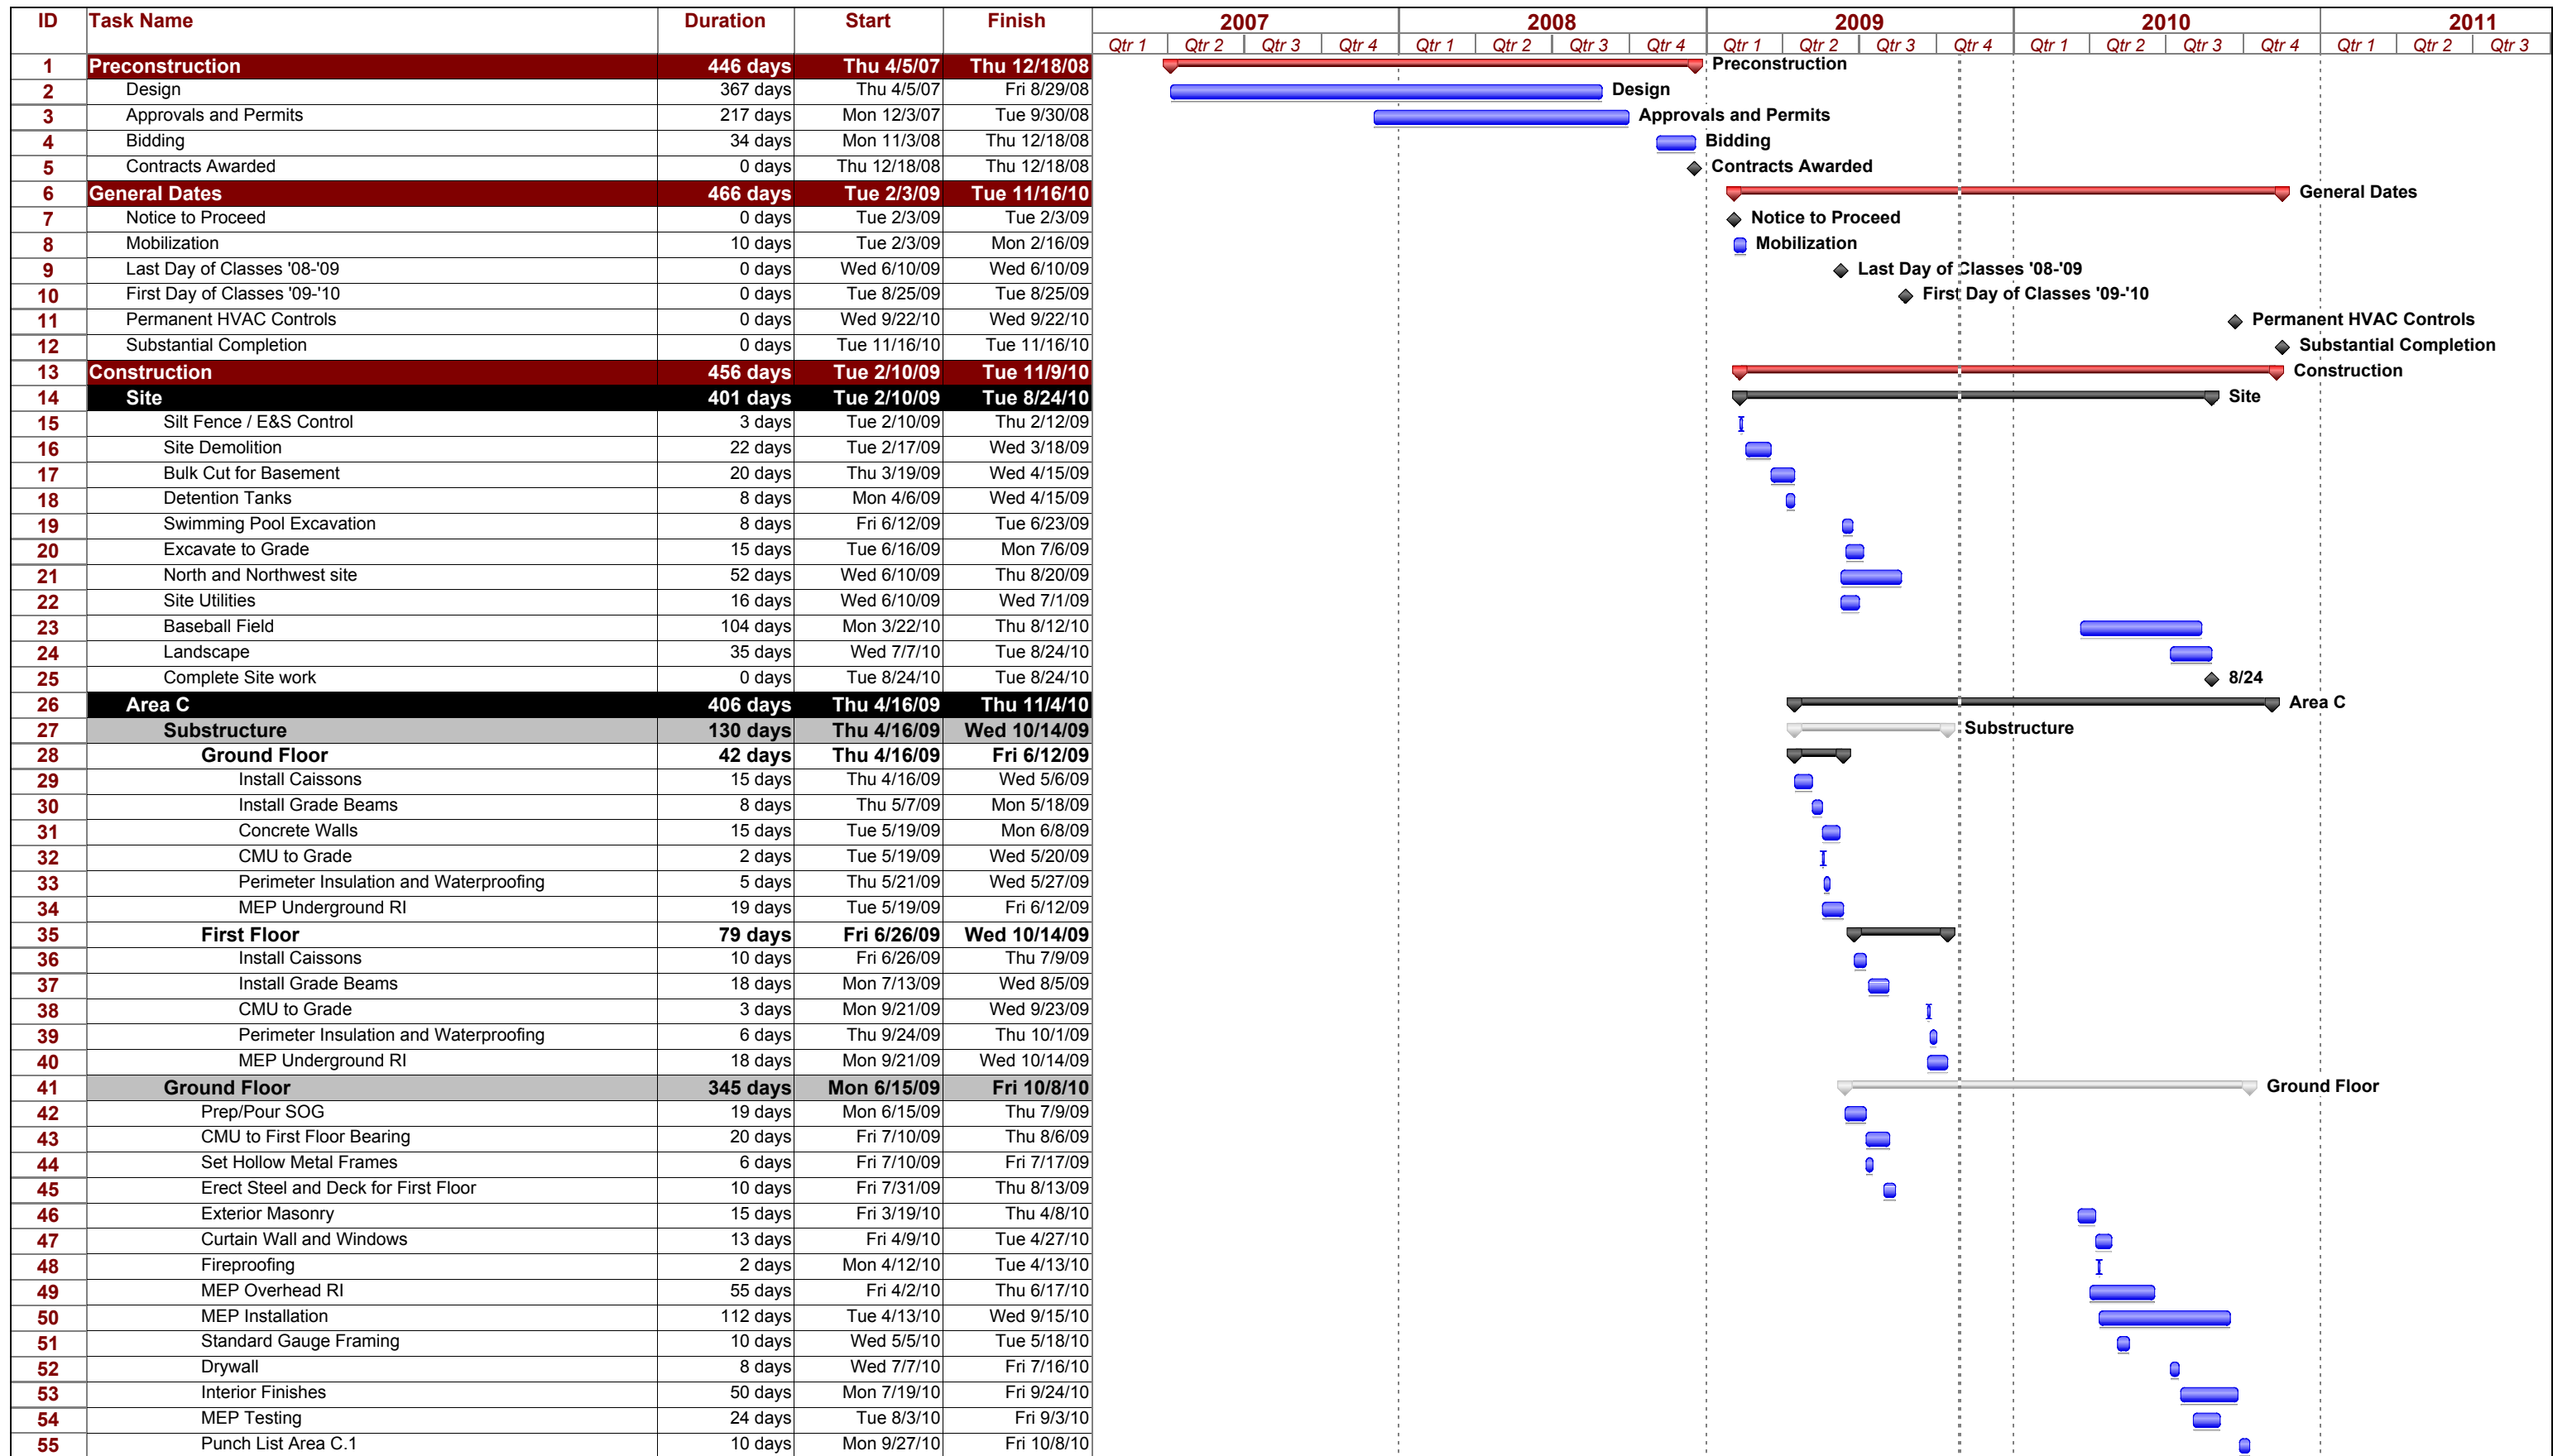 ID Task Name Duration Start Finish 2007 2008 2009 2010 2011
Qtr 1 Qtr 2 Qtr 3 Qtr 4 Qtr 1 Qtr 2 Qtr 3 Qtr 4 Qtr 1 Qtr 2 Qtr 3 Qtr 4 Qtr 1 Qtr 2 Qtr 3 Qtr 4 Qtr 1 Qtr 2 Qtr 3
1 Preconstruction 446 days Thu 4/5/07 Thu 12/18/08 Preconstruction
2 Design 367 days Thu 4/5/07 Fri 8/29/08 Design
3 Approvals and Permits 217 days Mon 12/3/07 Tue 9/30/08 Approvals and Permits
4 Bidding 34 days Mon 11/3/08 Thu 12/18/08 Bidding
5 Contracts Awarded 0 days Thu 12/18/08 Thu 12/18/08 Contracts Awarded
6 General Dates 466 days Tue 2/3/09 Tue 11/16/10 General Dates
7 Notice to Proceed 0 days Tue 2/3/09 Tue 2/3/09 Notice to Proceed
8 Mobilization 10 days Tue 2/3/09 Mon 2/16/09 Mobilization
9 Last Day of Classes '08-'09 0 days Wed 6/10/09 Wed 6/10/09 Last Day of Classes '08-'09
10 First Day of Classes '09-'10 0 days Tue 8/25/09 Tue 8/25/09 First Day of Classes '09-'10
11 Permanent HVAC Controls 0 days Wed 9/22/10 Wed 9/22/10 Permanent HVAC Controls
12 Substantial Completion 0 days Tue 11/16/10 Tue 11/16/10 Substantial Completion
13 Construction 456 days Tue 2/10/09 Tue 11/9/10 Construction
14 Site 401 days Tue 2/10/09 Tue 8/24/10 Site
15 Silt Fence / E&S Control 3 days Tue 2/10/09 Thu 2/12/09
16 Site Demolition 22 days Tue 2/17/09 Wed 3/18/09
17 Bulk Cut for Basement 20 days Thu 3/19/09 Wed 4/15/09
18 Detention Tanks 8 days Mon 4/6/09 Wed 4/15/09
19 Swimming Pool Excavation 8 days Fri 6/12/09 Tue 6/23/09
20 Excavate to Grade 15 days Tue 6/16/09 Mon 7/6/09
21 North and Northwest site 52 days Wed 6/10/09 Thu 8/20/09
22 Site Utilities 16 days Wed 6/10/09 Wed 7/1/09
23 Baseball Field 104 days Mon 3/22/10 Thu 8/12/10
24 Landscape 35 days Wed 7/7/10 Tue 8/24/10
25 Complete Site work 0 days Tue 8/24/10 Tue 8/24/10 8/24
26 Area C 406 days Thu 4/16/09 Thu 11/4/10 Area C
27 Substructure 130 days Thu 4/16/09 Wed 10/14/09 Substructure
28 Ground Floor 42 days Thu 4/16/09 Fri 6/12/09
29 Install Caissons 15 days Thu 4/16/09 Wed 5/6/09
30 Install Grade Beams 8 days Thu 5/7/09 Mon 5/18/09
31 Concrete Walls 15 days Tue 5/19/09 Mon 6/8/09
32 CMU to Grade 2 days Tue 5/19/09 Wed 5/20/09
33 Perimeter Insulation and Waterproofing 5 days Thu 5/21/09 Wed 5/27/09
34 MEP Underground RI 19 days Tue 5/19/09 Fri 6/12/09
35 First Floor 79 days Fri 6/26/09 Wed 10/14/09
36 Install Caissons 10 days Fri 6/26/09 Thu 7/9/09
37 Install Grade Beams 18 days Mon 7/13/09 Wed 8/5/09
38 CMU to Grade 3 days Mon 9/21/09 Wed 9/23/09
39 Perimeter Insulation and Waterproofing 6 days Thu 9/24/09 Thu 10/1/09
40 MEP Underground RI 18 days Mon 9/21/09 Wed 10/14/09
41 Ground Floor 345 days Mon 6/15/09 Fri 10/8/10 Ground Floor
42 Prep/Pour SOG 19 days Mon 6/15/09 Thu 7/9/09
43 CMU to First Floor Bearing 20 days Fri 7/10/09 Thu 8/6/09
44 Set Hollow Metal Frames 6 days Fri 7/10/09 Fri 7/17/09
45 Erect Steel and Deck for First Floor 10 days Fri 7/31/09 Thu 8/13/09
46 Exterior Masonry 15 days Fri 3/19/10 Thu 4/8/10
47 Curtain Wall and Windows 13 days Fri 4/9/10 Tue 4/27/10
48 Fireproofing 2 days Mon 4/12/10 Tue 4/13/10
49 MEP Overhead RI 55 days Fri 4/2/10 Thu 6/17/10
50 MEP Installation 112 days Tue 4/13/10 Wed 9/15/10
51 Standard Gauge Framing 10 days Wed 5/5/10 Tue 5/18/10
52 Drywall 8 days Wed 7/7/10 Fri 7/16/10
53 Interior Finishes 50 days Mon 7/19/10 Fri 9/24/10
54 MEP Testing 24 days Tue 8/3/10 Fri 9/3/10
55 Punch List Area C.1 10 days Mon 9/27/10 Fri 10/8/10